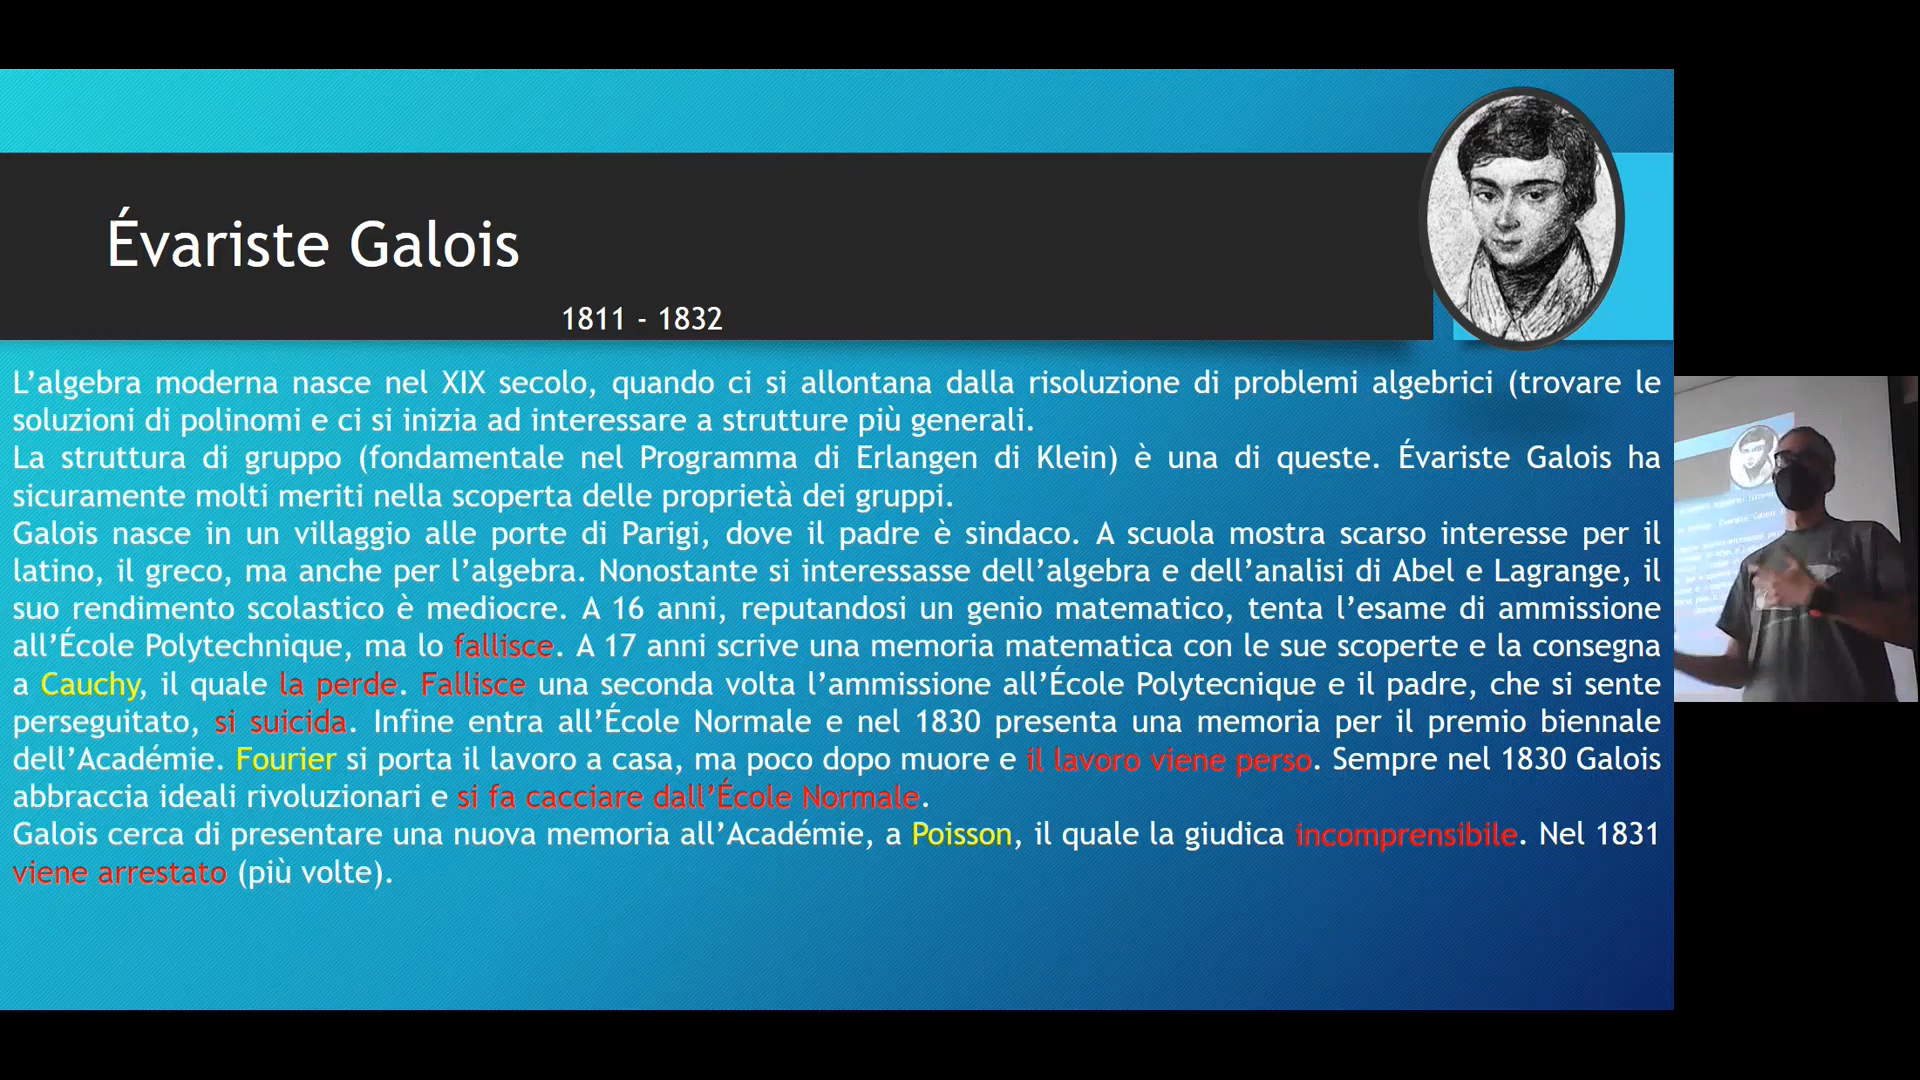 Évariste Galois
1811 - 1832
L’algebra moderna nasce nel XIX secolo, quando ci si allontana dalla risoluzione di problemi algebrici (trovare le
soluzioni di polinomi e ci si inizia ad interessare a strutture più generali.
La struttura di gruppo (fondamentale nel Programma di Erlangen di Klein) è una di queste. Évariste Galois ha
sicuramente molti meriti nella scoperta delle proprietà dei gruppi.
Galois nasce in un villaggio alle porte di Parigi, dove il padre è sindaco. A scuola mostra scarso interesse per il
latino, il greco, ma anche per l’algebra. Nonostante si interessasse dell’algebra e dell’analisi di Abel e Lagrange, il
suo rendimento scolastico è mediocre. A 16 anni, reputandosi un genio matematico, tenta l’esame di ammissione
all’École Polytechnique, ma lo fallisce. A 17 anni scrive una memoria matematica con le sue scoperte e la consegna
a Cauchy, il quale la perde. Fallisce una seconda volta l’ammissione all’École Polytecnique e il padre, che si sente
perseguitato, si suicida. Infine entra all’École Normale e nel 1830 presenta una memoria per il premio biennale
dell’Académie. Fourier si porta il lavoro a casa, ma poco dopo muore e il lavoro viene perso. Sempre nel 1830 Galois
abbraccia ideali rivoluzionari e si fa cacciare dall’École Normale.
Galois cerca di presentare una nuova memoria all’Académie, a Poisson, il quale la giudica incomprensibile. Nel 1831
viene arrestato (più volte).